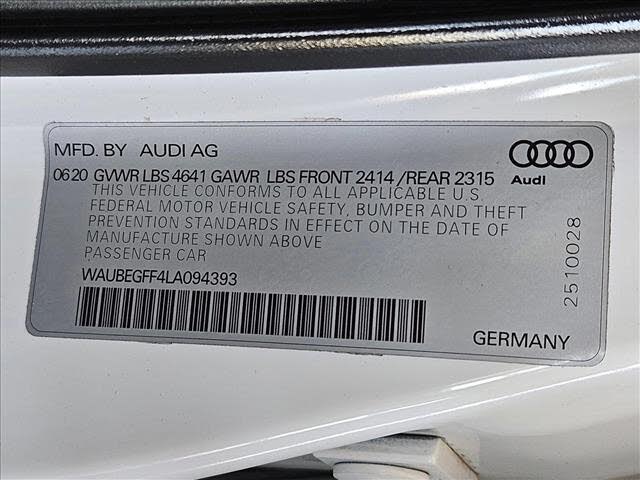 MFD. BY AUDI AG
0620 GVWR LBS 4641 GAWR LBS FRONT 2414 /REAR 2315
Audi
THIS VEHICLE CONFORMS TO ALL APPLICABLE U.S.
FEDERAL MOTOR VEHICLE SAFETY, BUMPER AND THEFT
PREVENTION STANDARDS IN EFFECT ON THE DATE OF
MANUFACTURE SHOWN ABOVE
PASSENGER CAR
WAUBEGFF4LA094393
2510028
GERMANY